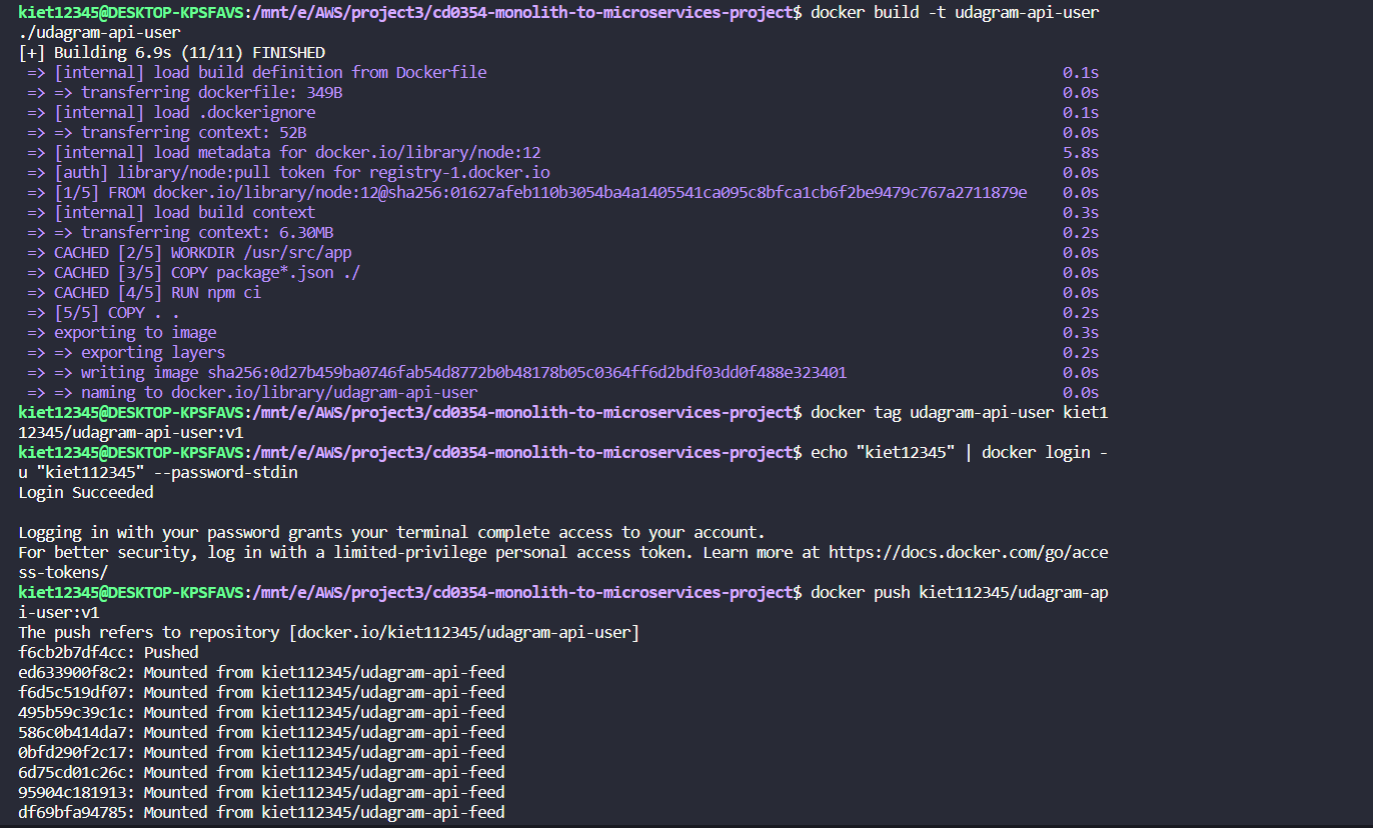 kiet12345@DESKTOP-KPSFAVS:/mnt/e/AWS/project3/cd0354-monolith-to-microservices-project$ docker build -t udagram-api-user
./udagram-api-user
[+] Building 6.9s (11/11) FINISHED
=> [internal] load build definition from Dockerfile 0.1s
=> => transferring dockerfile: 349B 0.0s
=> [internal] load .dockerignore 0.1s
=> => transferring context: 52B 0.0s
=> [internal] load metadata for docker.io/library/node:12 5.8s
=> [auth] library/node:pull token for registry-1.docker.io 0.0s
=> [1/5] FROM docker.io/library/node:12@sha256:01627afeb110b3054ba4a1405541ca095c8bfca1cb6f2be9479c767a2711879e 0.0s
=> [internal] load build context 0.3s
=> => transferring context: 6.30MB 0.2s
=> CACHED [2/5] WORKDIR /usr/src/app 0.0s
=> CACHED [3/5] COPY package*.json ./ 0.0s
=> CACHED [4/5] RUN npm ci 0.0s
=> [5/5] COPY . . 0.2s
=> exporting to image 0.3s
=> => exporting layers 0.2s
=> => writing image sha256:0d27b459ba0746fab54d8772b0b48178b05c0364ff6d2bdf03dd0f488e323401 0.0s
=> => naming to docker.io/library/udagram-api-user 0.0s
kiet12345@DESKTOP-KPSFAVS:/mnt/e/AWS/project3/cd0354-monolith-to-microservices-project$ docker tag udagram-api-user kiet1
12345/udagram-api-user:v1
kiet12345@DESKTOP-KPSFAVS:/mnt/e/AWS/project3/cd0354-monolith-to-microservices-project$ echo "kiet12345" | docker login -
u "kiet112345" --password-stdin
Login Succeeded

Logging in with your password grants your terminal complete access to your account.
For better security, log in with a limited-privilege personal access token. Learn more at https://docs.docker.com/go/acce
ss-tokens/
kiet12345@DESKTOP-KPSFAVS:/mnt/e/AWS/project3/cd0354-monolith-to-microservices-project$ docker push kiet112345/udagram-ap
i-user:v1
The push refers to repository [docker.io/kiet112345/udagram-api-user]
f6cb2b7df4cc: Pushed
ed633900f8c2: Mounted from kiet112345/udagram-api-feed
f6d5c519df07: Mounted from kiet112345/udagram-api-feed
495b59c39c1c: Mounted from kiet112345/udagram-api-feed
586c0b414da7: Mounted from kiet112345/udagram-api-feed
0bfd290f2c17: Mounted from kiet112345/udagram-api-feed
6d75cd01c26c: Mounted from kiet112345/udagram-api-feed
95904c181913: Mounted from kiet112345/udagram-api-feed
df69bfa94785: Mounted from kiet112345/udagram-api-feed